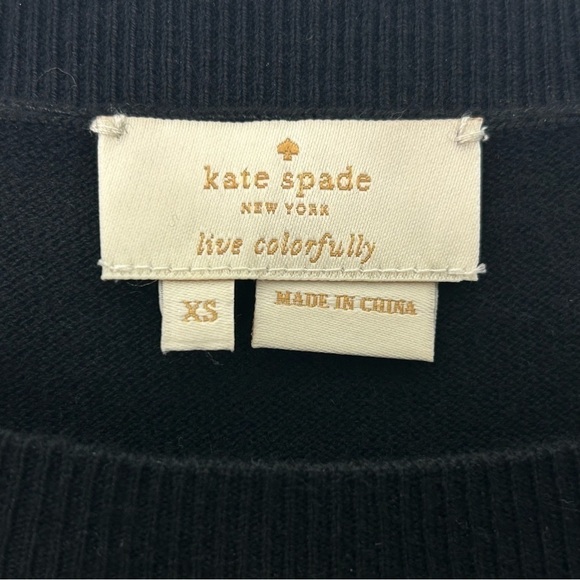 kate spade
NEW YORK
live colorfully
XS
MADE IN CHINA